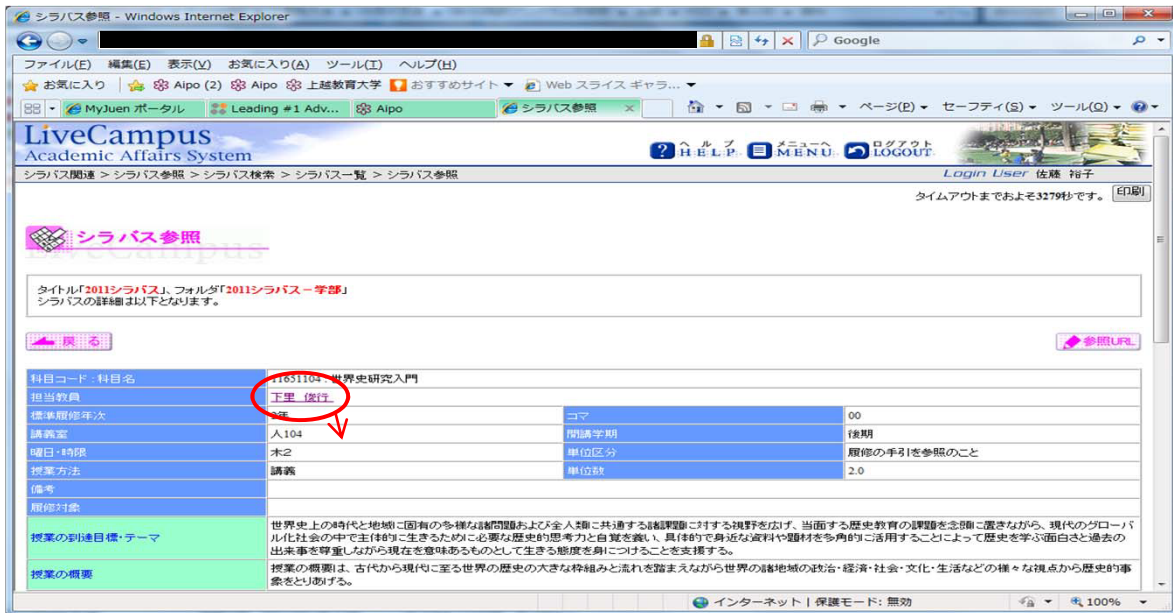 シラバス参照 - Windows Internet Explorer
Google
ファイル(F) 編集(E) 表示(V) お気に入り(A) ツール(T) ヘルプ(H)
お気に入り Aipo (2) Aipo 上越教育大学 おすすめサイト Web スライス ギャラ...
MyJuen ポータル Leading #1 Adv... Aipo シラバス参照 ページ(P) セーフティ(S) ツール(O)
LiveCampus
Academic Affairs System
ヘルプ HELP メニュー MENU ログアウト LOGOUT
シラバス関連 > シラバス参照 > シラバス検索 > シラバス一覧 > シラバス参照 Login User 佐藤 裕子
タイムアウトまでおよそ3279秒です。 印刷
シラバス参照
LiveCampus
タイトル「2011シラバス」、フォルダ「2011シラバス－学部」
シラバスの詳細は以下となります。
戻る 参照URL
科目コード：科目名 11651104：世界史研究入門
担当教員 下里 俊行
標準履修年次 コマ 00
講義室 人104 開講学期 後期
曜日・時限 木2 単位区分 履修の手引を参照のこと
授業方法 講義 単位数 2.0
備考
履修対象
授業の到達目標・テーマ 世界史上の時代と地域に固有の多様な諸問題および全人類に共通する諸課題に対する視野を広げ、当面する歴史教育の課題を念頭に置きながら、現代のグローバ
ル化社会の中で主体的に生きるために必要な歴史的思考力と自覚を養い、具体的で身近な資料や題材を多角的に活用することによって歴史を学ぶ面白さと過去の
出来事を尊重しながら現在を意味あるものとして生きる態度を身につけることを支援する。
授業の概要 授業の概要は、古代から現代に至る世界の歴史の大きな枠組みと流れを踏まえながら世界の諸地域の政治・経済・社会・文化・生活などの様々な視点から歴史的事
象をとりあげる。
インターネット | 保護モード: 無効 100%